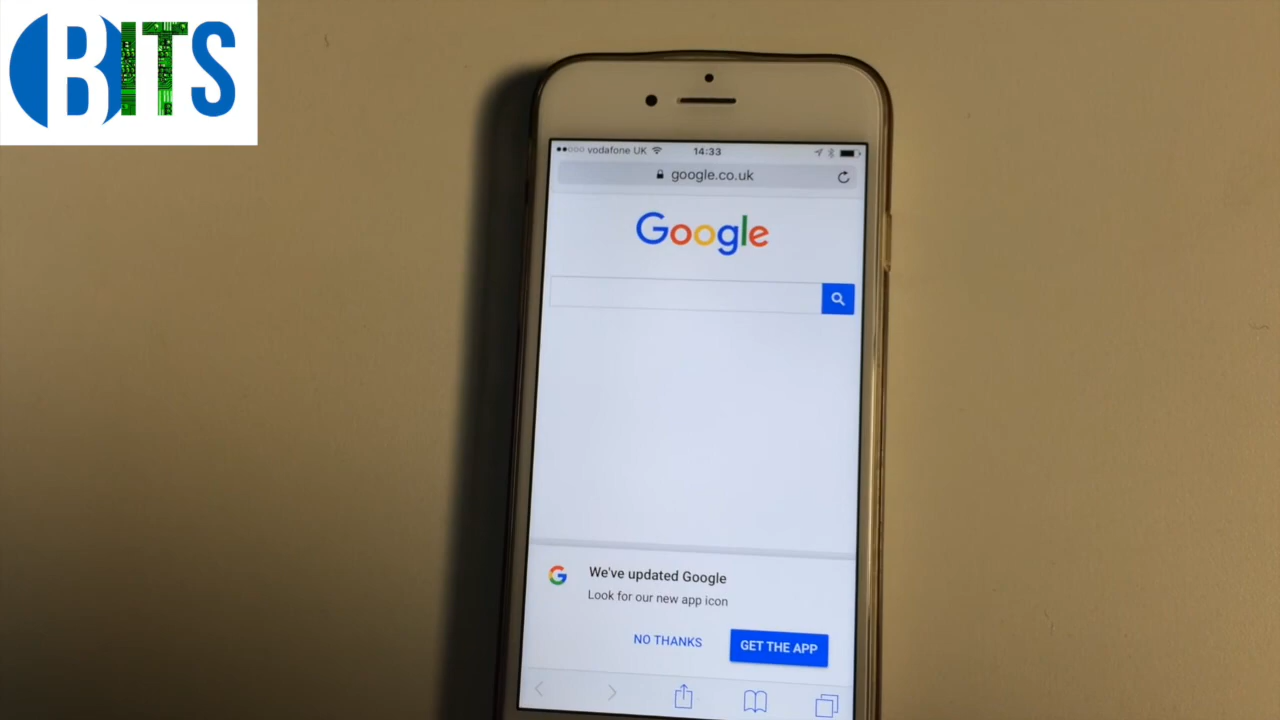 BITS
vodafone UK 14:33
google.co.uk
Google
G We've updated Google
Look for our new app icon
NO THANKS GET THE APP